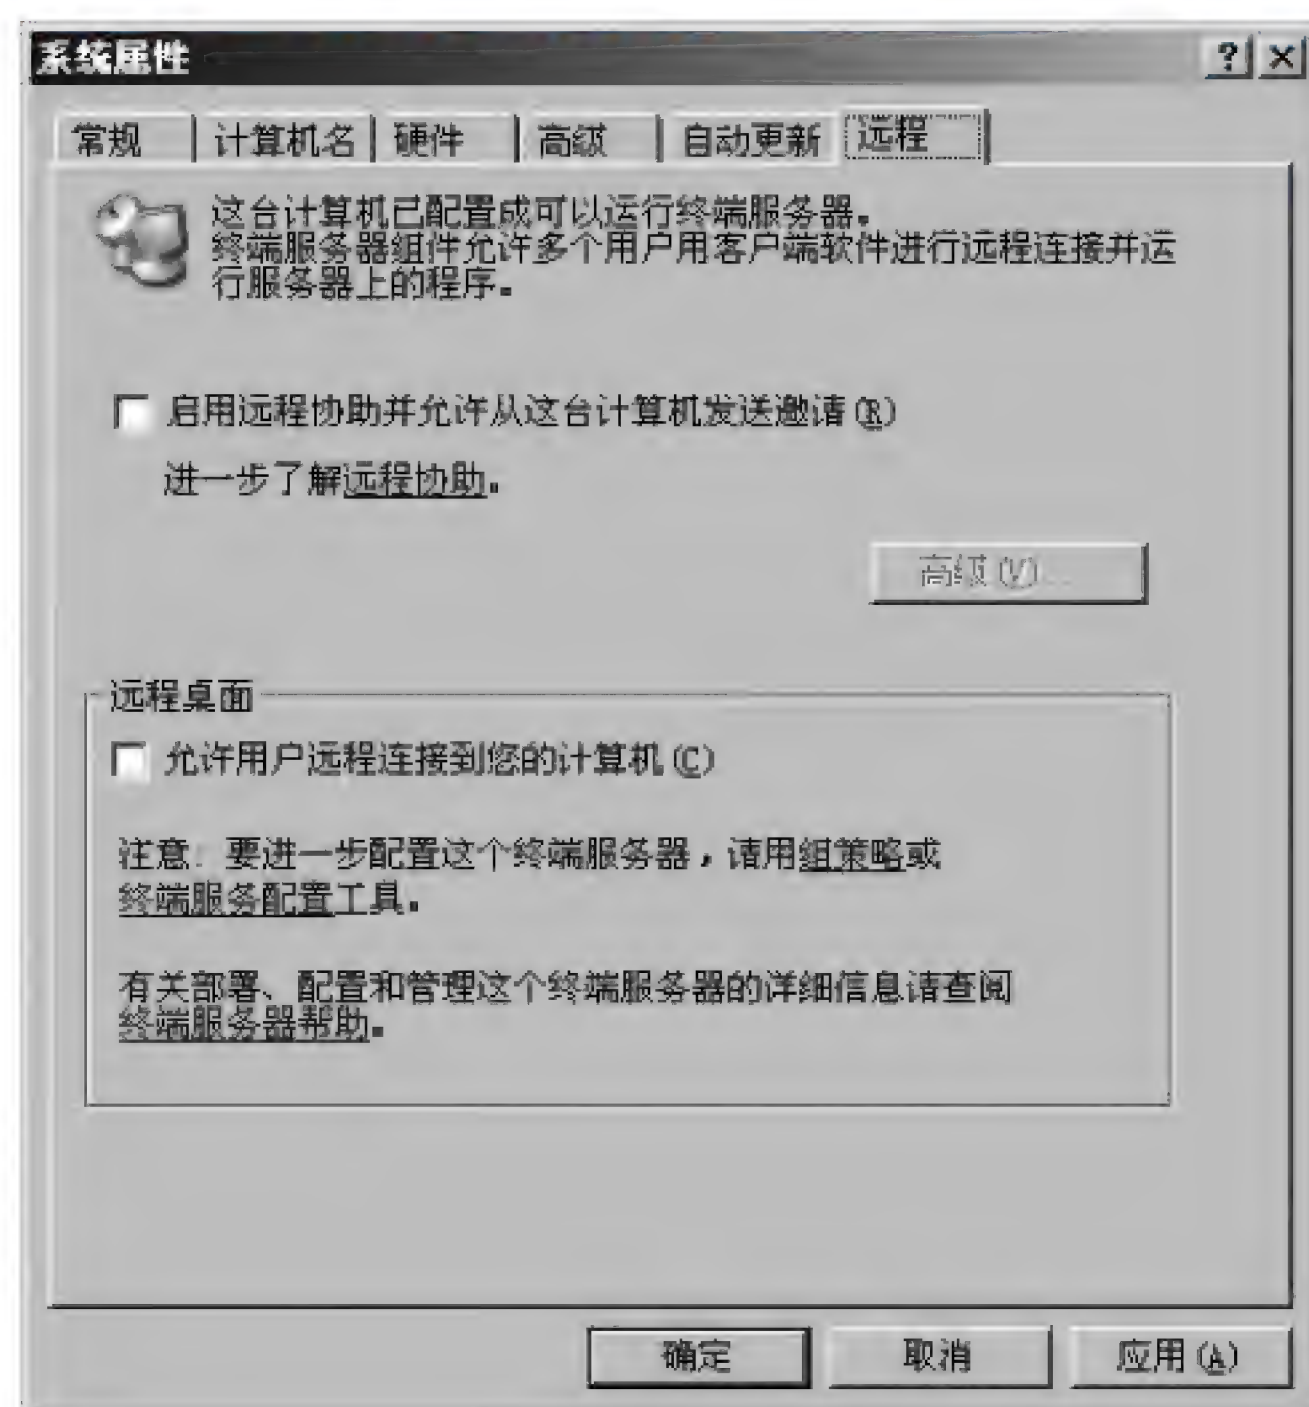 系统属性
常规 计算机名 硬件 高级 自动更新 远程
这台计算机已配置成可以运行终端服务器。
终端服务器组件允许多个用户用客户端软件进行远程连接并运
行服务器上的程序。
启用远程协助并允许从这台计算机发送邀请(R)
进一步了解远程协助。
高级(V)...
远程桌面
允许用户远程连接到您的计算机(C)
注意: 要进一步配置这个终端服务器，请用组策略或
终端服务配置工具。
有关部署、配置和管理这个终端服务器的详细信息请查阅
终端服务器帮助。
确定 取消 应用(A)